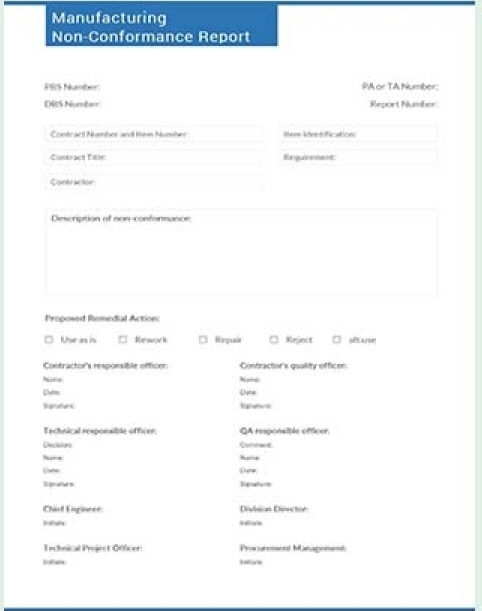 Manufacturing
Non-Conformance Report
PBS Number: PA or TA Number:
DBS Number: Report Number:
Contract Number and Item Number: Item Identification:
Contract Title: Requirement:
Contractor:
Description of non-conformance:
Proposed Remedial Action:
Use as is Rework Repair Reject
Contractor's responsible officer: Contractor's quality officer:
Name: Name:
Date: Date:
Signature: Signature:
Technical responsible officer: QA responsible officer:
Decision: Comment:
Name: Name:
Date: Date:
Signature: Signature:
Chief Engineer: Division Director:
Initials: Initials:
Technical Project Officer: Procurement Management:
Initials: Initials: